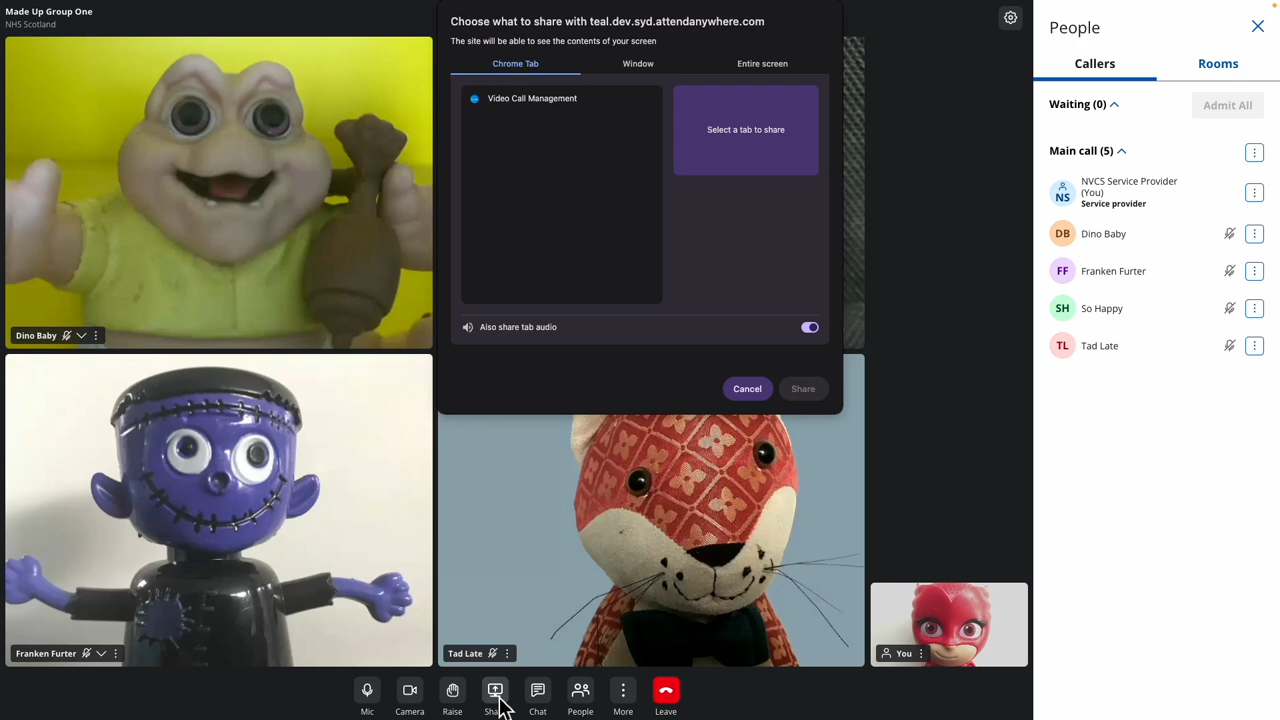 Made Up Group One
NHS Scotland
Choose what to share with teal.dev.syd.attendanywhere.com
The site will be able to see the contents of your screen
Chrome Tab
Window
Entire screen
Video Call Management
Select a tab to share
Also share tab audio
Cancel
Share
Dino Baby
Franken Furter
Tad Late
You
Mic
Camera
Raise
Chat
People
More
Leave
People
Callers
Rooms
Waiting (0)
Admit All
Main call (5)
NS
NVCS Service Provider
(You)
Service provider
DB
Dino Baby
FF
Franken Furter
SH
So Happy
TL
Tad Late